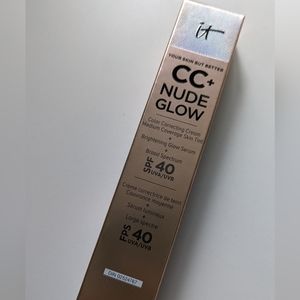 it
YOUR SKIN BUT BETTER
CC+
NUDE
GLOW
Color Correcting Cream
Medium Coverage Skin Tint
+
Brightening Glow Serum
+
Broad Spectrum
SPF 40
UVA/UVB
Crème correctrice de teint
Couvrance moyenne
+
Sérum lumineux
+
Large spectre
FPS 40
UVA/UVB